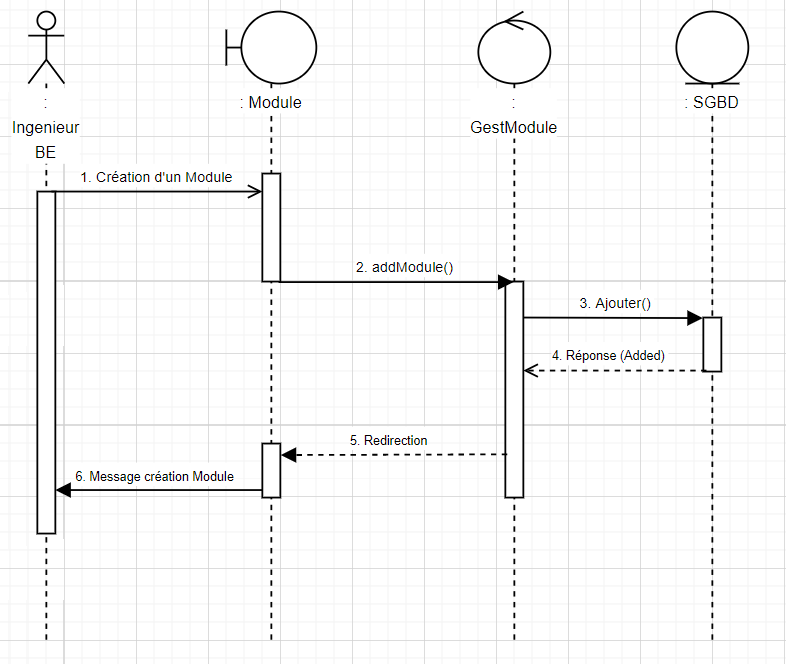 :
Ingenieur
BE
: Module
:
GestModule
: SGBD
1. Création d'un Module
2. addModule()
3. Ajouter()
4. Réponse (Added)
5. Redirection
6. Message création Module